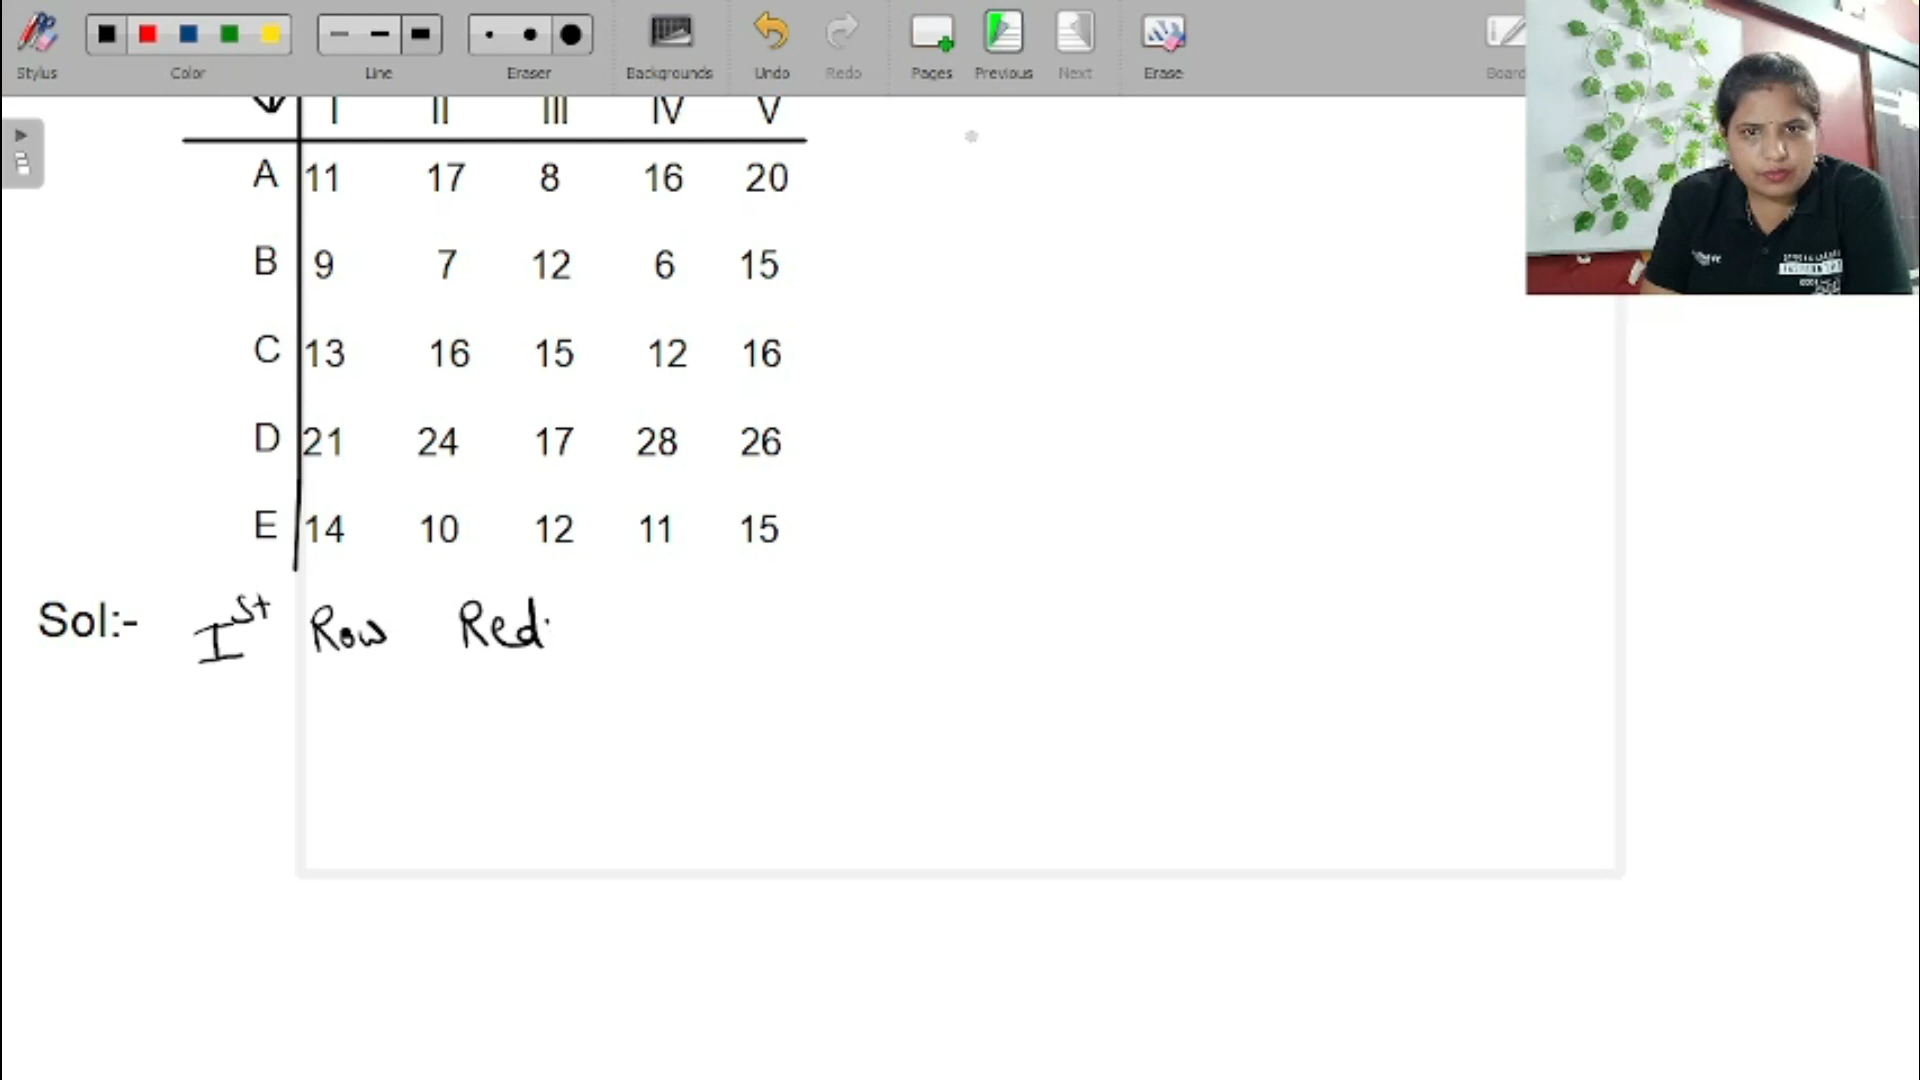 Stylus Color Line Eraser Backgrounds Undo Redo Pages Previous Next Erase Board
I II III IV V
A 11 17 8 16 20
B 9 7 12 6 15
C 13 16 15 12 16
D 21 24 17 28 26
E 14 10 12 11 15
Sol:- Ist Row Red